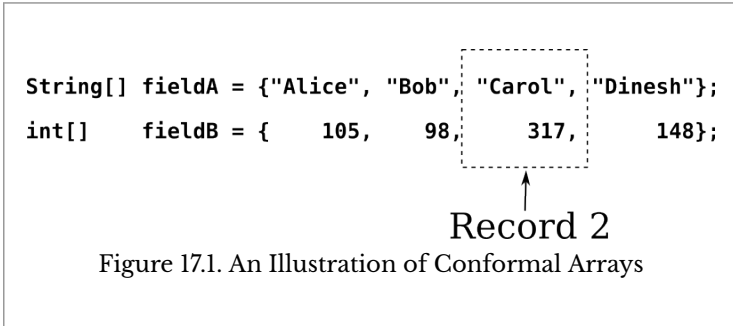 String[] fieldA = {"Alice", "Bob", "Carol", "Dinesh"};
int[]    fieldB = {    105,    98,     317,      148};
Record 2
Figure 17.1. An Illustration of Conformal Arrays